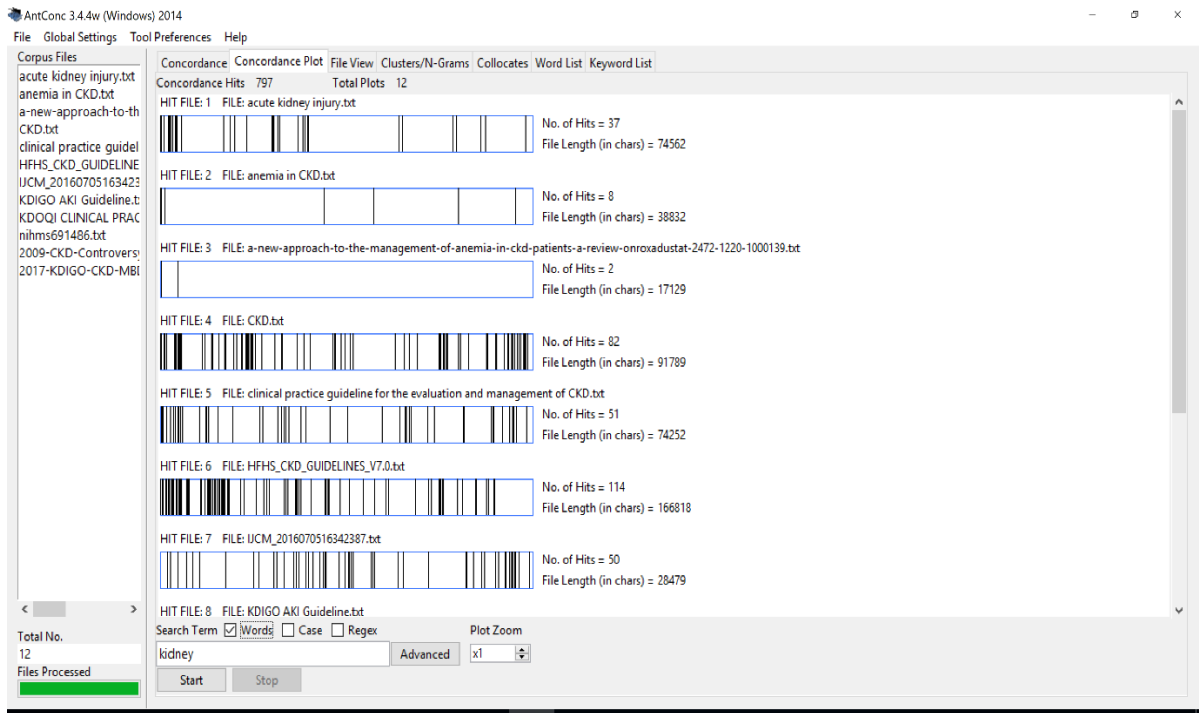 AntConc 3.4.4w (Windows) 2014
File Global Settings Tool Preferences Help
Corpus Files
acute kidney injury.txt
anemia in CKD.txt
a-new-approach-to-th
CKD.txt
clinical practice guidel
HFHS_CKD_GUIDELINE
IJCM_20160705163423
KDIGO AKI Guideline.t
KDOQI CLINICAL PRAC
nihms691486.txt
2009-CKD-Controvers
2017-KDIGO-CKD-MB
Total No.
12
Files Processed
Concordance Concordance Plot File View Clusters/N-Grams Collocates Word List Keyword List
Concordance Hits 797 Total Plots 12
HIT FILE: 1 FILE: acute kidney injury.txt
No. of Hits = 37
File Length (in chars) = 74562
HIT FILE: 2 FILE: anemia in CKD.txt
No. of Hits = 8
File Length (in chars) = 38832
HIT FILE: 3 FILE: a-new-approach-to-the-management-of-anemia-in-ckd-patients-a-review-onroxadustat-2472-1220-1000139.txt
No. of Hits = 2
File Length (in chars) = 17129
HIT FILE: 4 FILE: CKD.txt
No. of Hits = 82
File Length (in chars) = 91789
HIT FILE: 5 FILE: clinical practice guideline for the evaluation and management of CKD.txt
No. of Hits = 51
File Length (in chars) = 74252
HIT FILE: 6 FILE: HFHS_CKD_GUIDELINES_V7.0.txt
No. of Hits = 114
File Length (in chars) = 166818
HIT FILE: 7 FILE: IJCM_2016070516342387.txt
No. of Hits = 50
File Length (in chars) = 28479
HIT FILE: 8 FILE: KDIGO AKI Guideline.txt
Search Term Words Case Regex Plot Zoom
kidney Advanced x1
Start Stop